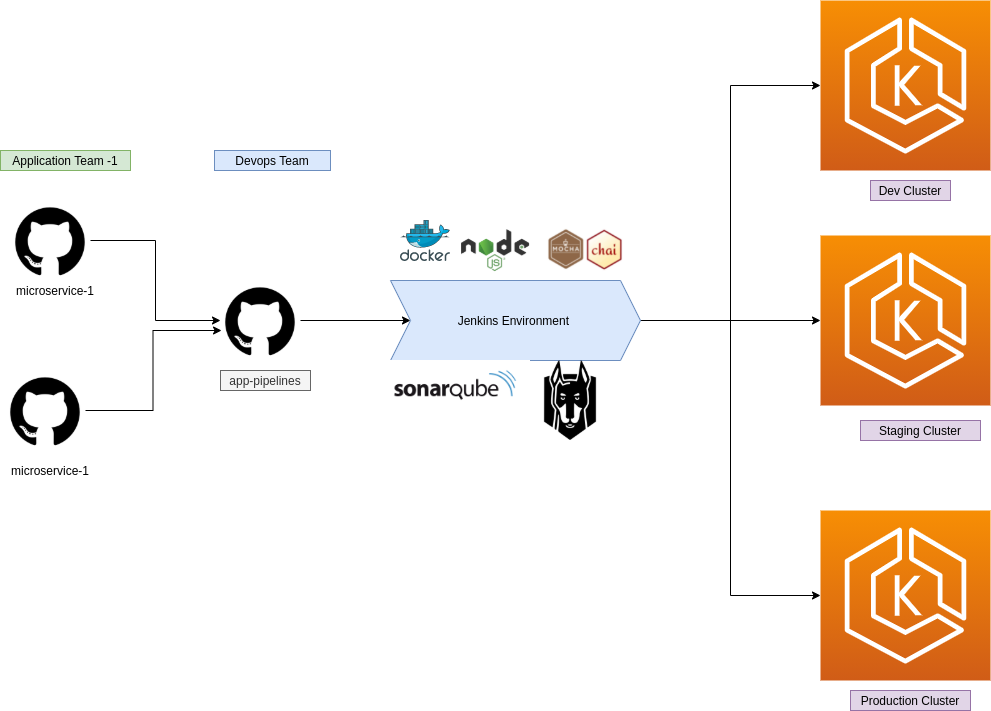 Application Team -1
Devops Team
microservice-1
microservice-1
app-pipelines
docker
node
JS
MOCHA
chai
Jenkins Environment
sonarqube
K
Dev Cluster
K
Staging Cluster
K
Production Cluster